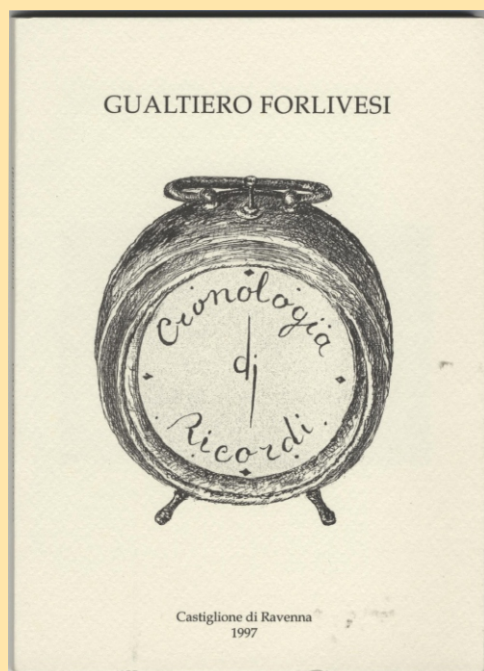 GUALTIERO FORLIVESI
Cronologia
di
Ricordi
Castiglione di Ravenna
1997